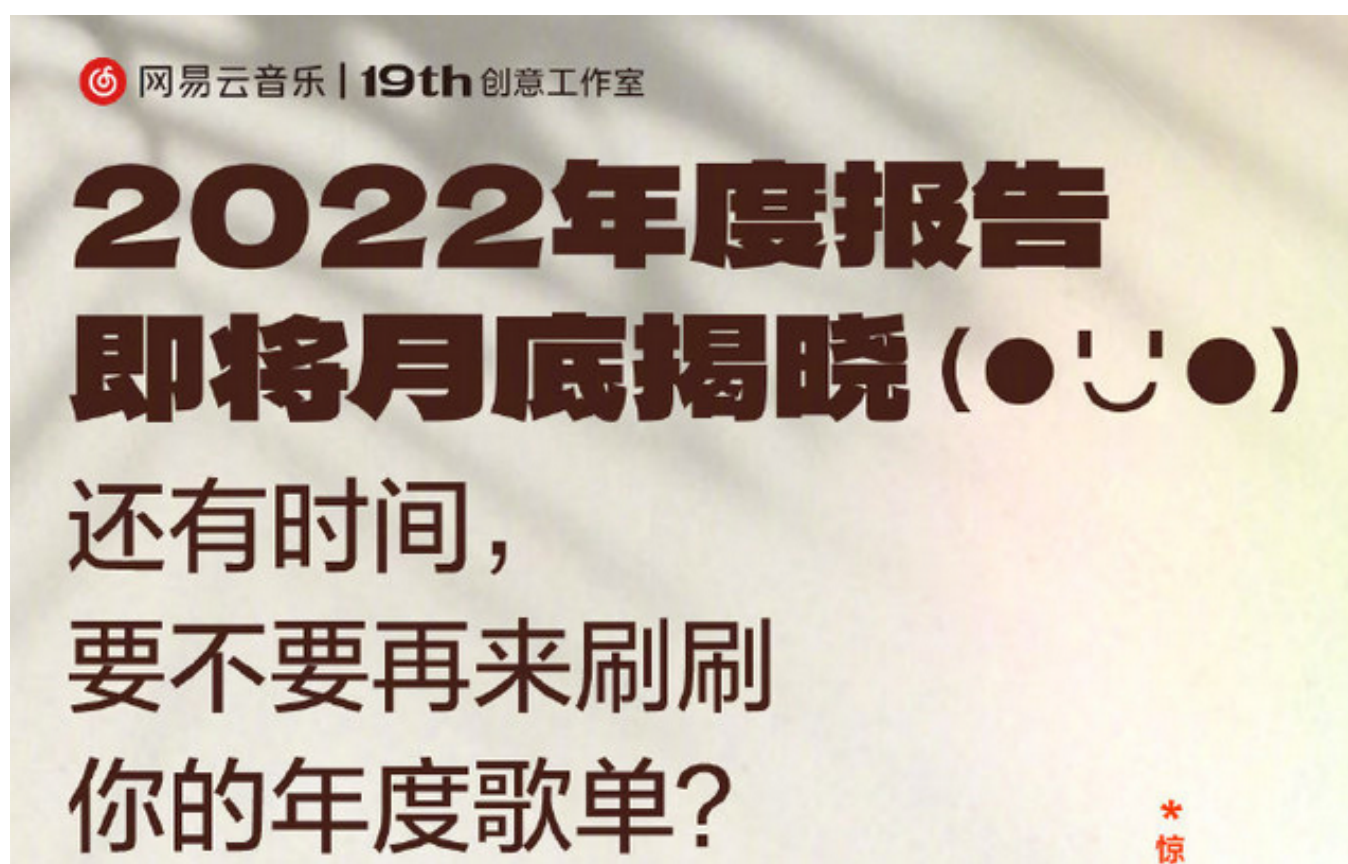 网易云音乐 | 19th 创意工作室
2022年度报告
即将月底揭晓(●'◡'●)
还有时间，
要不要再来刷刷
你的年度歌单？
*
惊